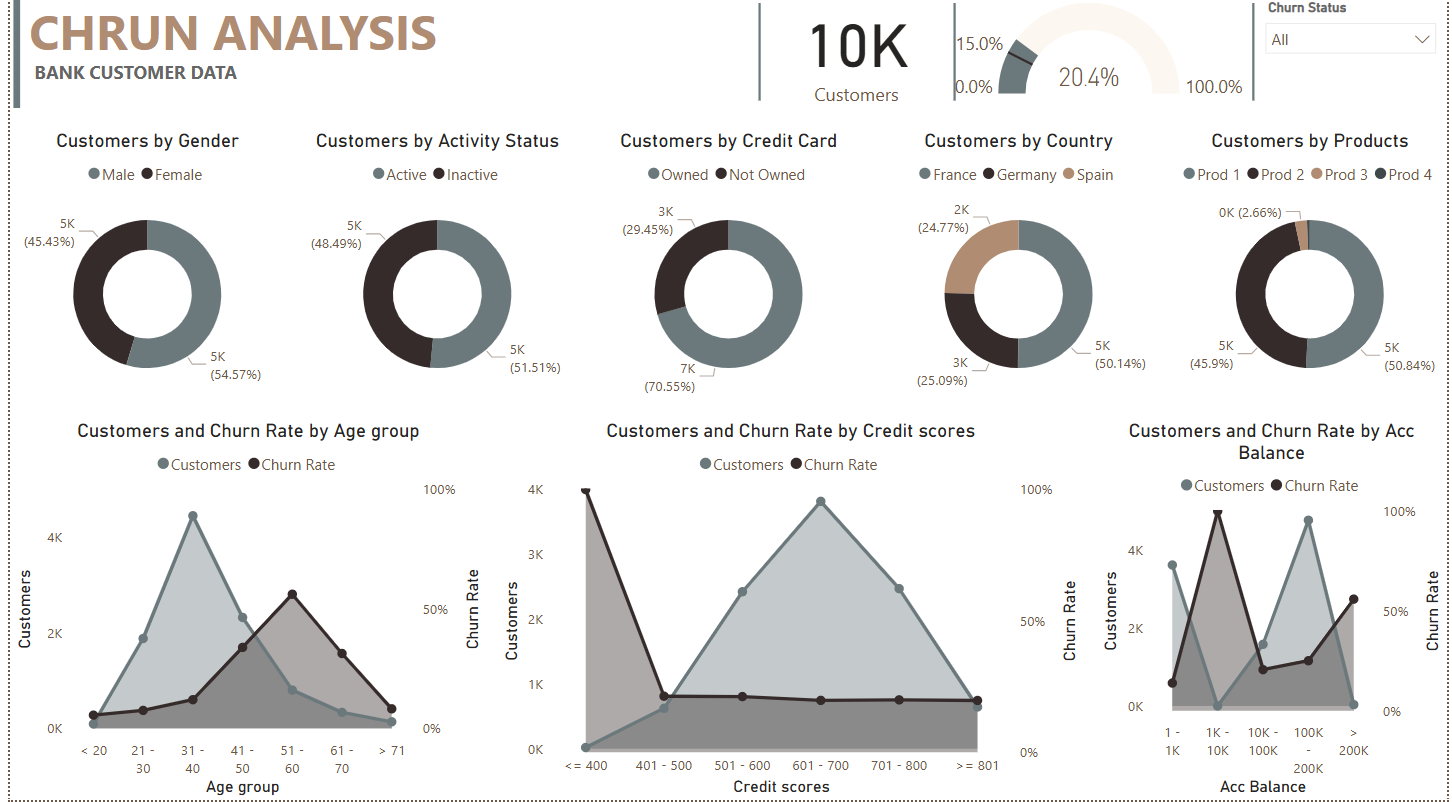 CHRUN ANALYSIS
BANK CUSTOMER DATA
10K
Customers
15.0%
0.0%
20.4%
100.0%
Churn Status
All
Customers by Gender
Male Female
5K
(45.43%)
5K
(54.57%)
Customers by Activity Status
Active Inactive
5K
(48.49%)
5K
(51.51%)
Customers by Credit Card
Owned Not Owned
3K
(29.45%)
7K
(70.55%)
Customers by Country
France Germany Spain
2K
(24.77%)
3K
(25.09%)
5K
(50.14%)
Customers by Products
Prod 1 Prod 2 Prod 3 Prod 4
0K (2.66%)
5K
(45.9%)
5K
(50.84%)
Customers and Churn Rate by Age group
Customers Churn Rate
Customers
4K
2K
0K
100%
50%
0%
Churn Rate
< 20
21 -
30
31 -
40
41 -
50
51 -
60
61 -
70
> 71
Age group
Customers and Churn Rate by Credit scores
Customers Churn Rate
Customers
4K
3K
2K
1K
0K
100%
50%
0%
Churn Rate
<= 400
401 - 500
501 - 600
601 - 700
701 - 800
>= 801
Credit scores
Customers and Churn Rate by Acc
Balance
Customers Churn Rate
Customers
4K
2K
0K
100%
50%
0%
Churn Rate
1 -
1K
1K -
10K
10K -
100K
100K
-
200K
>
200K
Acc Balance